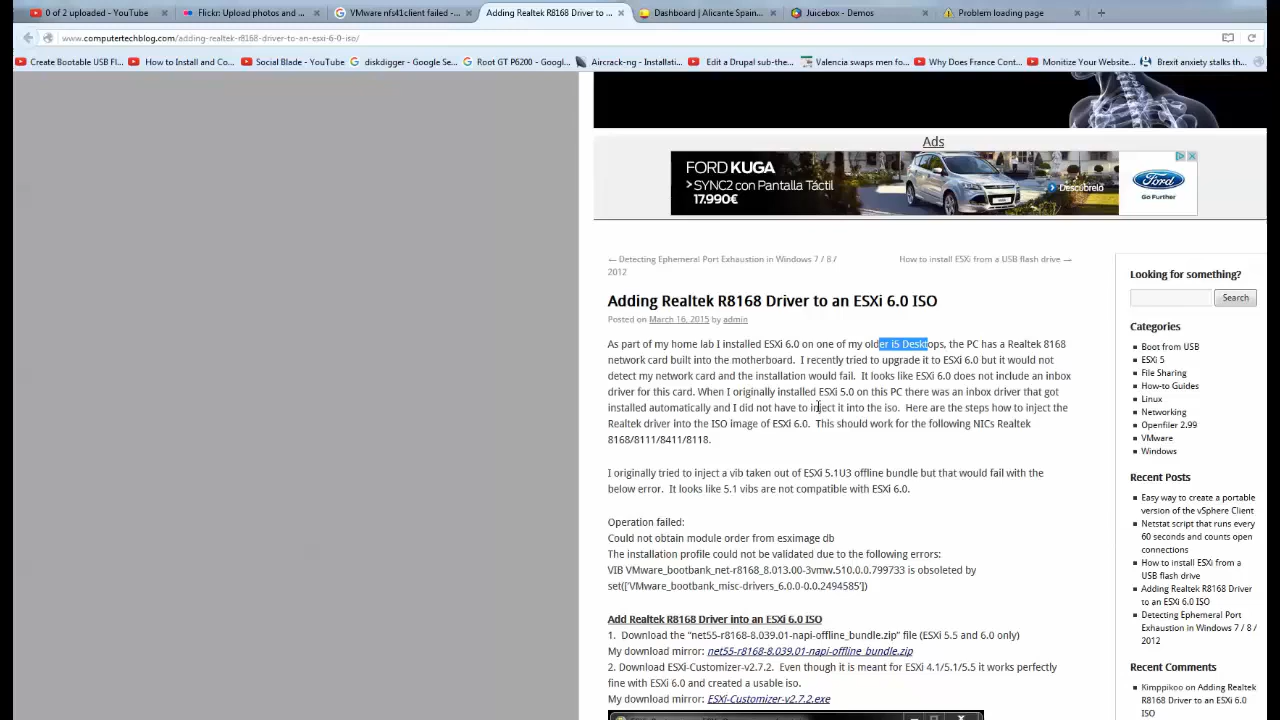 0 of 2 uploaded - YouTube
Flickr: Upload photos and ...
VMware nfs41client failed - ...
Adding Realtek R8168 Driver to ...
Dashboard | Alicante Spain...
Juicebox - Demos
Problem loading page
www.computertechblog.com/adding-realtek-r8168-driver-to-an-esxi-6-0-iso/
Create Bootable USB Fl...
How to Install and Co...
Social Blade - YouTube
diskdigger - Google Se...
Root GT P6200 - Googl...
Aircrack-ng - Installati...
Edit a Drupal sub-the...
Valencia swaps men fo...
Why Does France Cont...
Monitize Your Website...
Brexit anxiety stalks th...
Ads
FORD KUGA
> SYNC2 con Pantalla Táctil
17.990€
Descúbrelo
Ford
Go Further
← Detecting Ephemeral Port Exhaustion in Windows 7 / 8 /
2012
How to install ESXi from a USB flash drive →
Adding Realtek R8168 Driver to an ESXi 6.0 ISO
Posted on March 16, 2015 by admin
As part of my home lab I installed ESXi 6.0 on one of my older i5 Desktops, the PC has a Realtek 8168
network card built into the motherboard. I recently tried to upgrade it to ESXi 6.0 but it would not
detect my network card and the installation would fail. It looks like ESXi 6.0 does not include an inbox
driver for this card. When I originally installed ESXi 5.0 on this PC there was an inbox driver that got
installed automatically and I did not have to inject it into the iso. Here are the steps how to inject the
Realtek driver into the ISO image of ESXi 6.0. This should work for the following NICs Realtek
8168/8111/8411/8118.
I originally tried to inject a vib taken out of ESXi 5.1U3 offline bundle but that would fail with the
below error. It looks like 5.1 vibs are not compatible with ESXi 6.0.
Operation failed:
Could not obtain module order from esximage db
The installation profile could not be validated due to the following errors:
VIB VMware_bootbank_net-r8168_8.013.00-3vmw.510.0.0.799733 is obsoleted by
set(['VMware_bootbank_misc-drivers_6.0.0-0.0.2494585'])
Add Realtek R8168 Driver into an ESXi 6.0 ISO
1. Download the "net55-r8168-8.039.01-napi-offline_bundle.zip" file (ESXi 5.5 and 6.0 only)
My download mirror: net55-r8168-8.039.01-napi-offline_bundle.zip
2. Download ESXi-Customizer-v2.7.2. Even though it is meant for ESXi 4.1/5.1/5.5 it works perfectly
fine with ESXi 6.0 and created a usable iso.
My download mirror: ESXi-Customizer-v2.7.2.exe
Looking for something?
Search
Categories
Boot from USB
ESXi 5
File Sharing
How-to Guides
Linux
Networking
Openfiler 2.99
VMware
Windows
Recent Posts
Easy way to create a portable
version of the vSphere Client
Netstat script that runs every
60 seconds and counts open
connections
How to install ESXi from a
USB flash drive
Adding Realtek R8168 Driver
to an ESXi 6.0 ISO
Detecting Ephemeral Port
Exhaustion in Windows 7 / 8 /
2012
Recent Comments
Kimppikoo on Adding Realtek
R8168 Driver to an ESXi 6.0
ISO